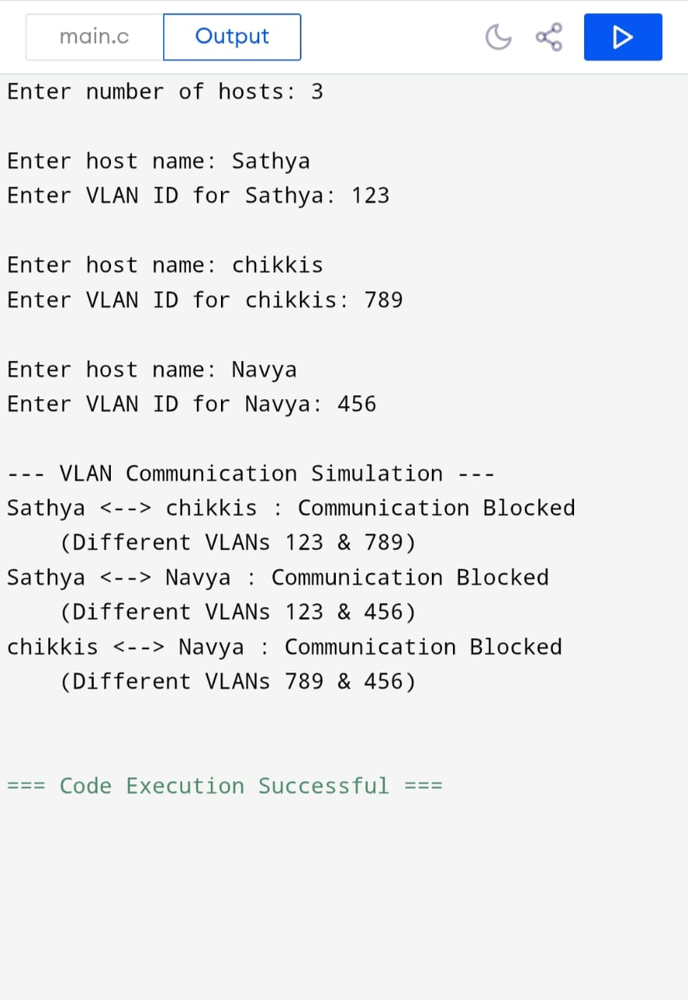 main.c
Output
Enter number of hosts: 3
Enter host name: Sathya
Enter VLAN ID for Sathya: 123
Enter host name: chikkis
Enter VLAN ID for chikkis: 789
Enter host name: Navya
Enter VLAN ID for Navya: 456
--- VLAN Communication Simulation ---
Sathya <--> chikkis : Communication Blocked
    (Different VLANs 123 & 789)
Sathya <--> Navya : Communication Blocked
    (Different VLANs 123 & 456)
chikkis <--> Navya : Communication Blocked
    (Different VLANs 789 & 456)
=== Code Execution Successful ===